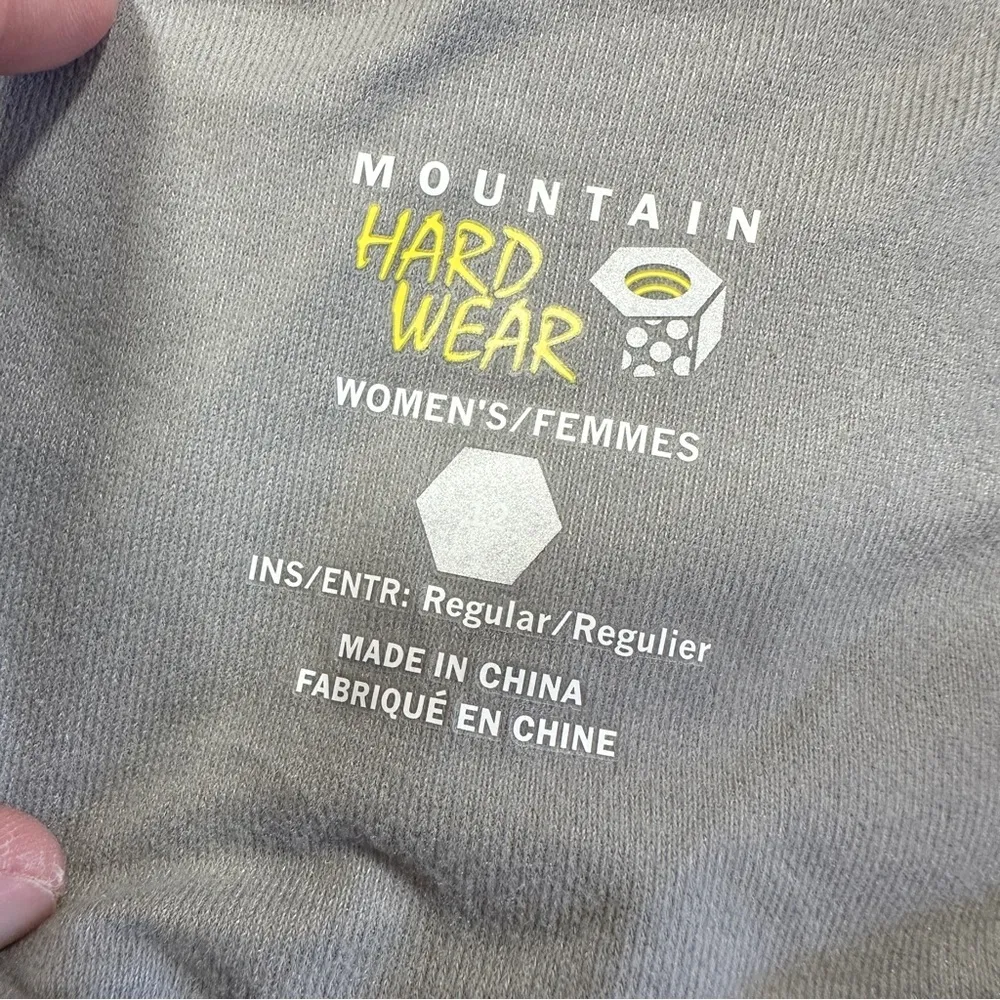 MOUNTAIN
HARD
WEAR
WOMEN'S/FEMMES
INS/ENTR: Regular/Regulier
MADE IN CHINA
FABRIQUÉ EN CHINE